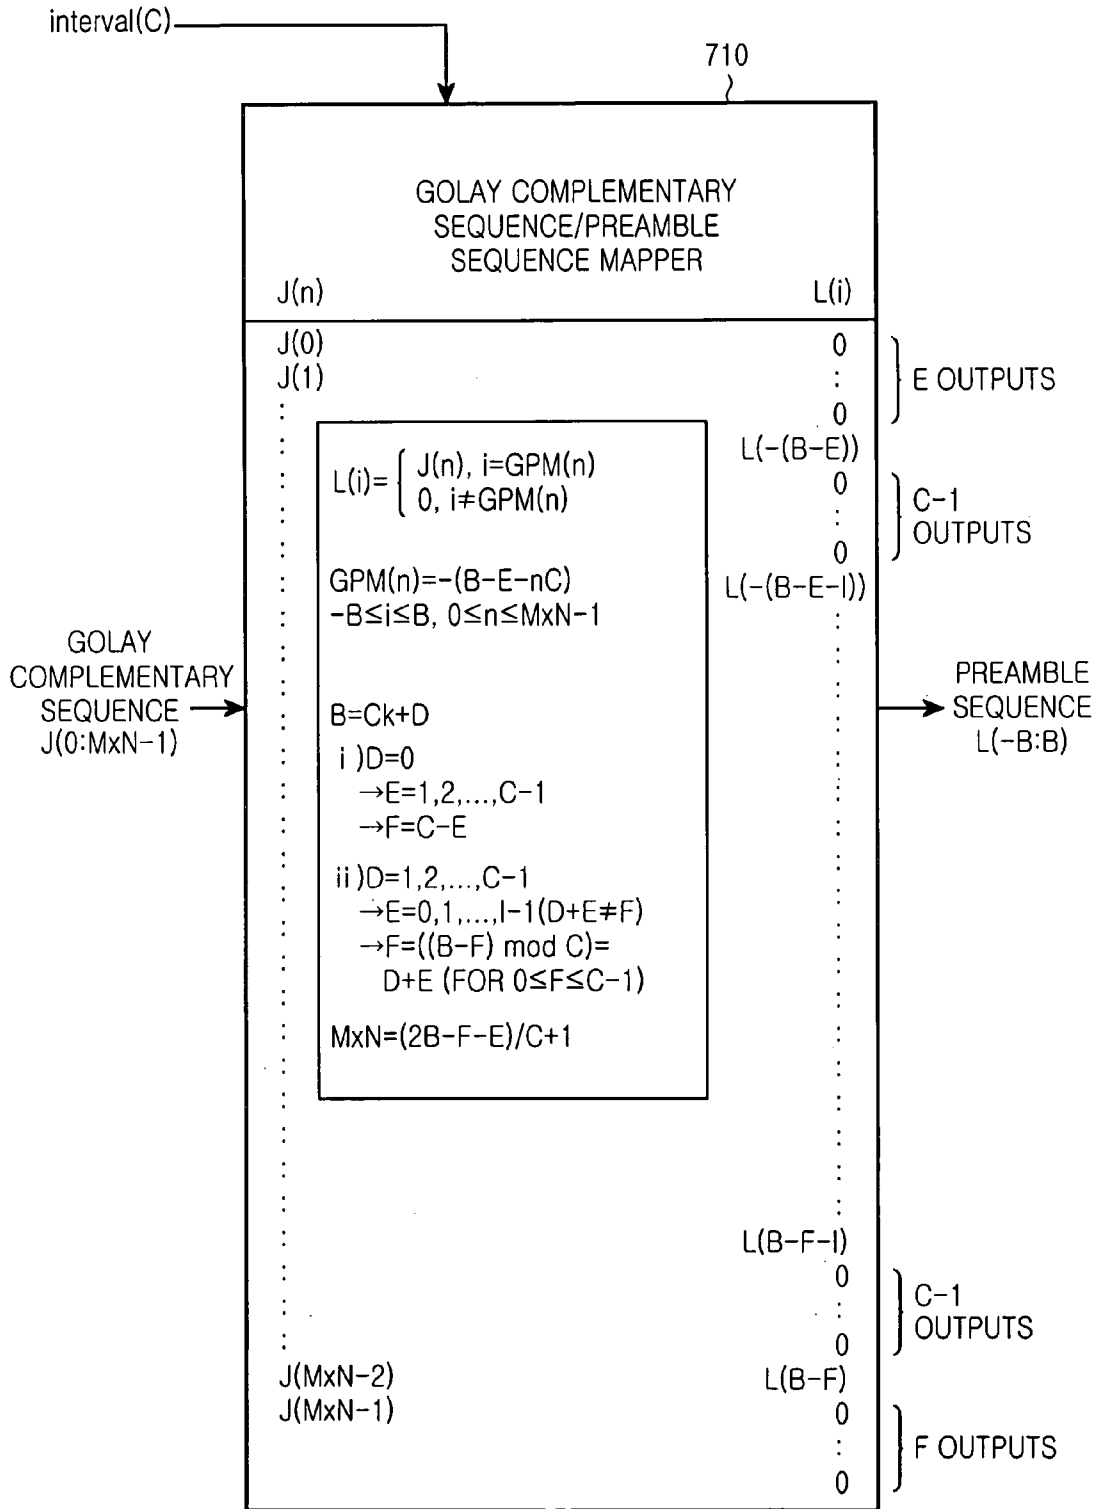 interval(C)
710
GOLAY COMPLEMENTARY
SEQUENCE/PREAMBLE
SEQUENCE MAPPER
J(n)
L(i)
J(0)
J(1)
0
:
0
E OUTPUTS
L(-(B-E))
0
:
0
C-1
OUTPUTS
L(-(B-E-I))
L(i)={ J(n), i=GPM(n)
0, i≠GPM(n)
GPM(n)=-(B-E-nC)
-B≤i≤B, 0≤n≤MxN-1
B=Ck+D
i )D=0
→E=1,2,...,C-1
→F=C-E
ii )D=1,2,...,C-1
→E=0,1,...,I-1(D+E≠F)
→F=((B-F) mod C)=
D+E (FOR 0≤F≤C-1)
MxN=(2B-F-E)/C+1
GOLAY
COMPLEMENTARY
SEQUENCE
J(0:MxN-1)
PREAMBLE
SEQUENCE
L(-B:B)
L(B-F-I)
0
:
0
C-1
OUTPUTS
J(MxN-2)
L(B-F)
J(MxN-1)
0
:
0
F OUTPUTS